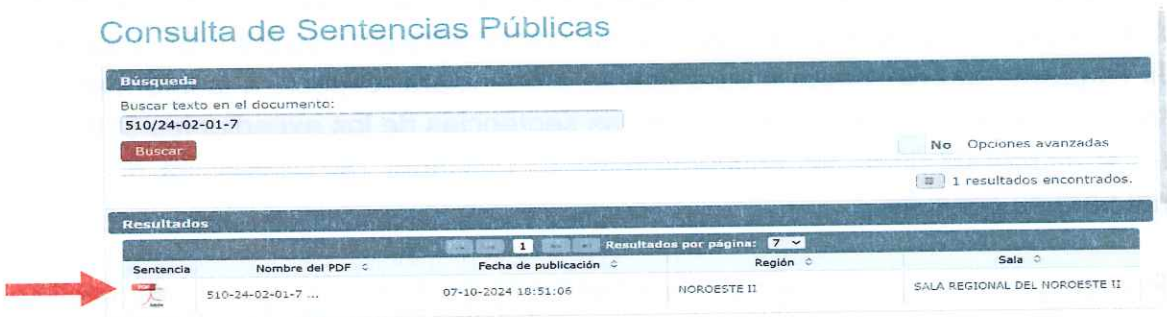 Consulta de Sentencias Públicas
Búsqueda
Buscar texto en el documento:
510/24-02-01-7
Buscar
No Opciones avanzadas
1 resultados encontrados.
Resultados
1 Resultados por página: 7
Sentencia Nombre del PDF Fecha de publicación Región Sala
PDF
510-24-02-01-7 ... 07-10-2024 18:51:06 NOROESTE II SALA REGIONAL DEL NOROESTE II